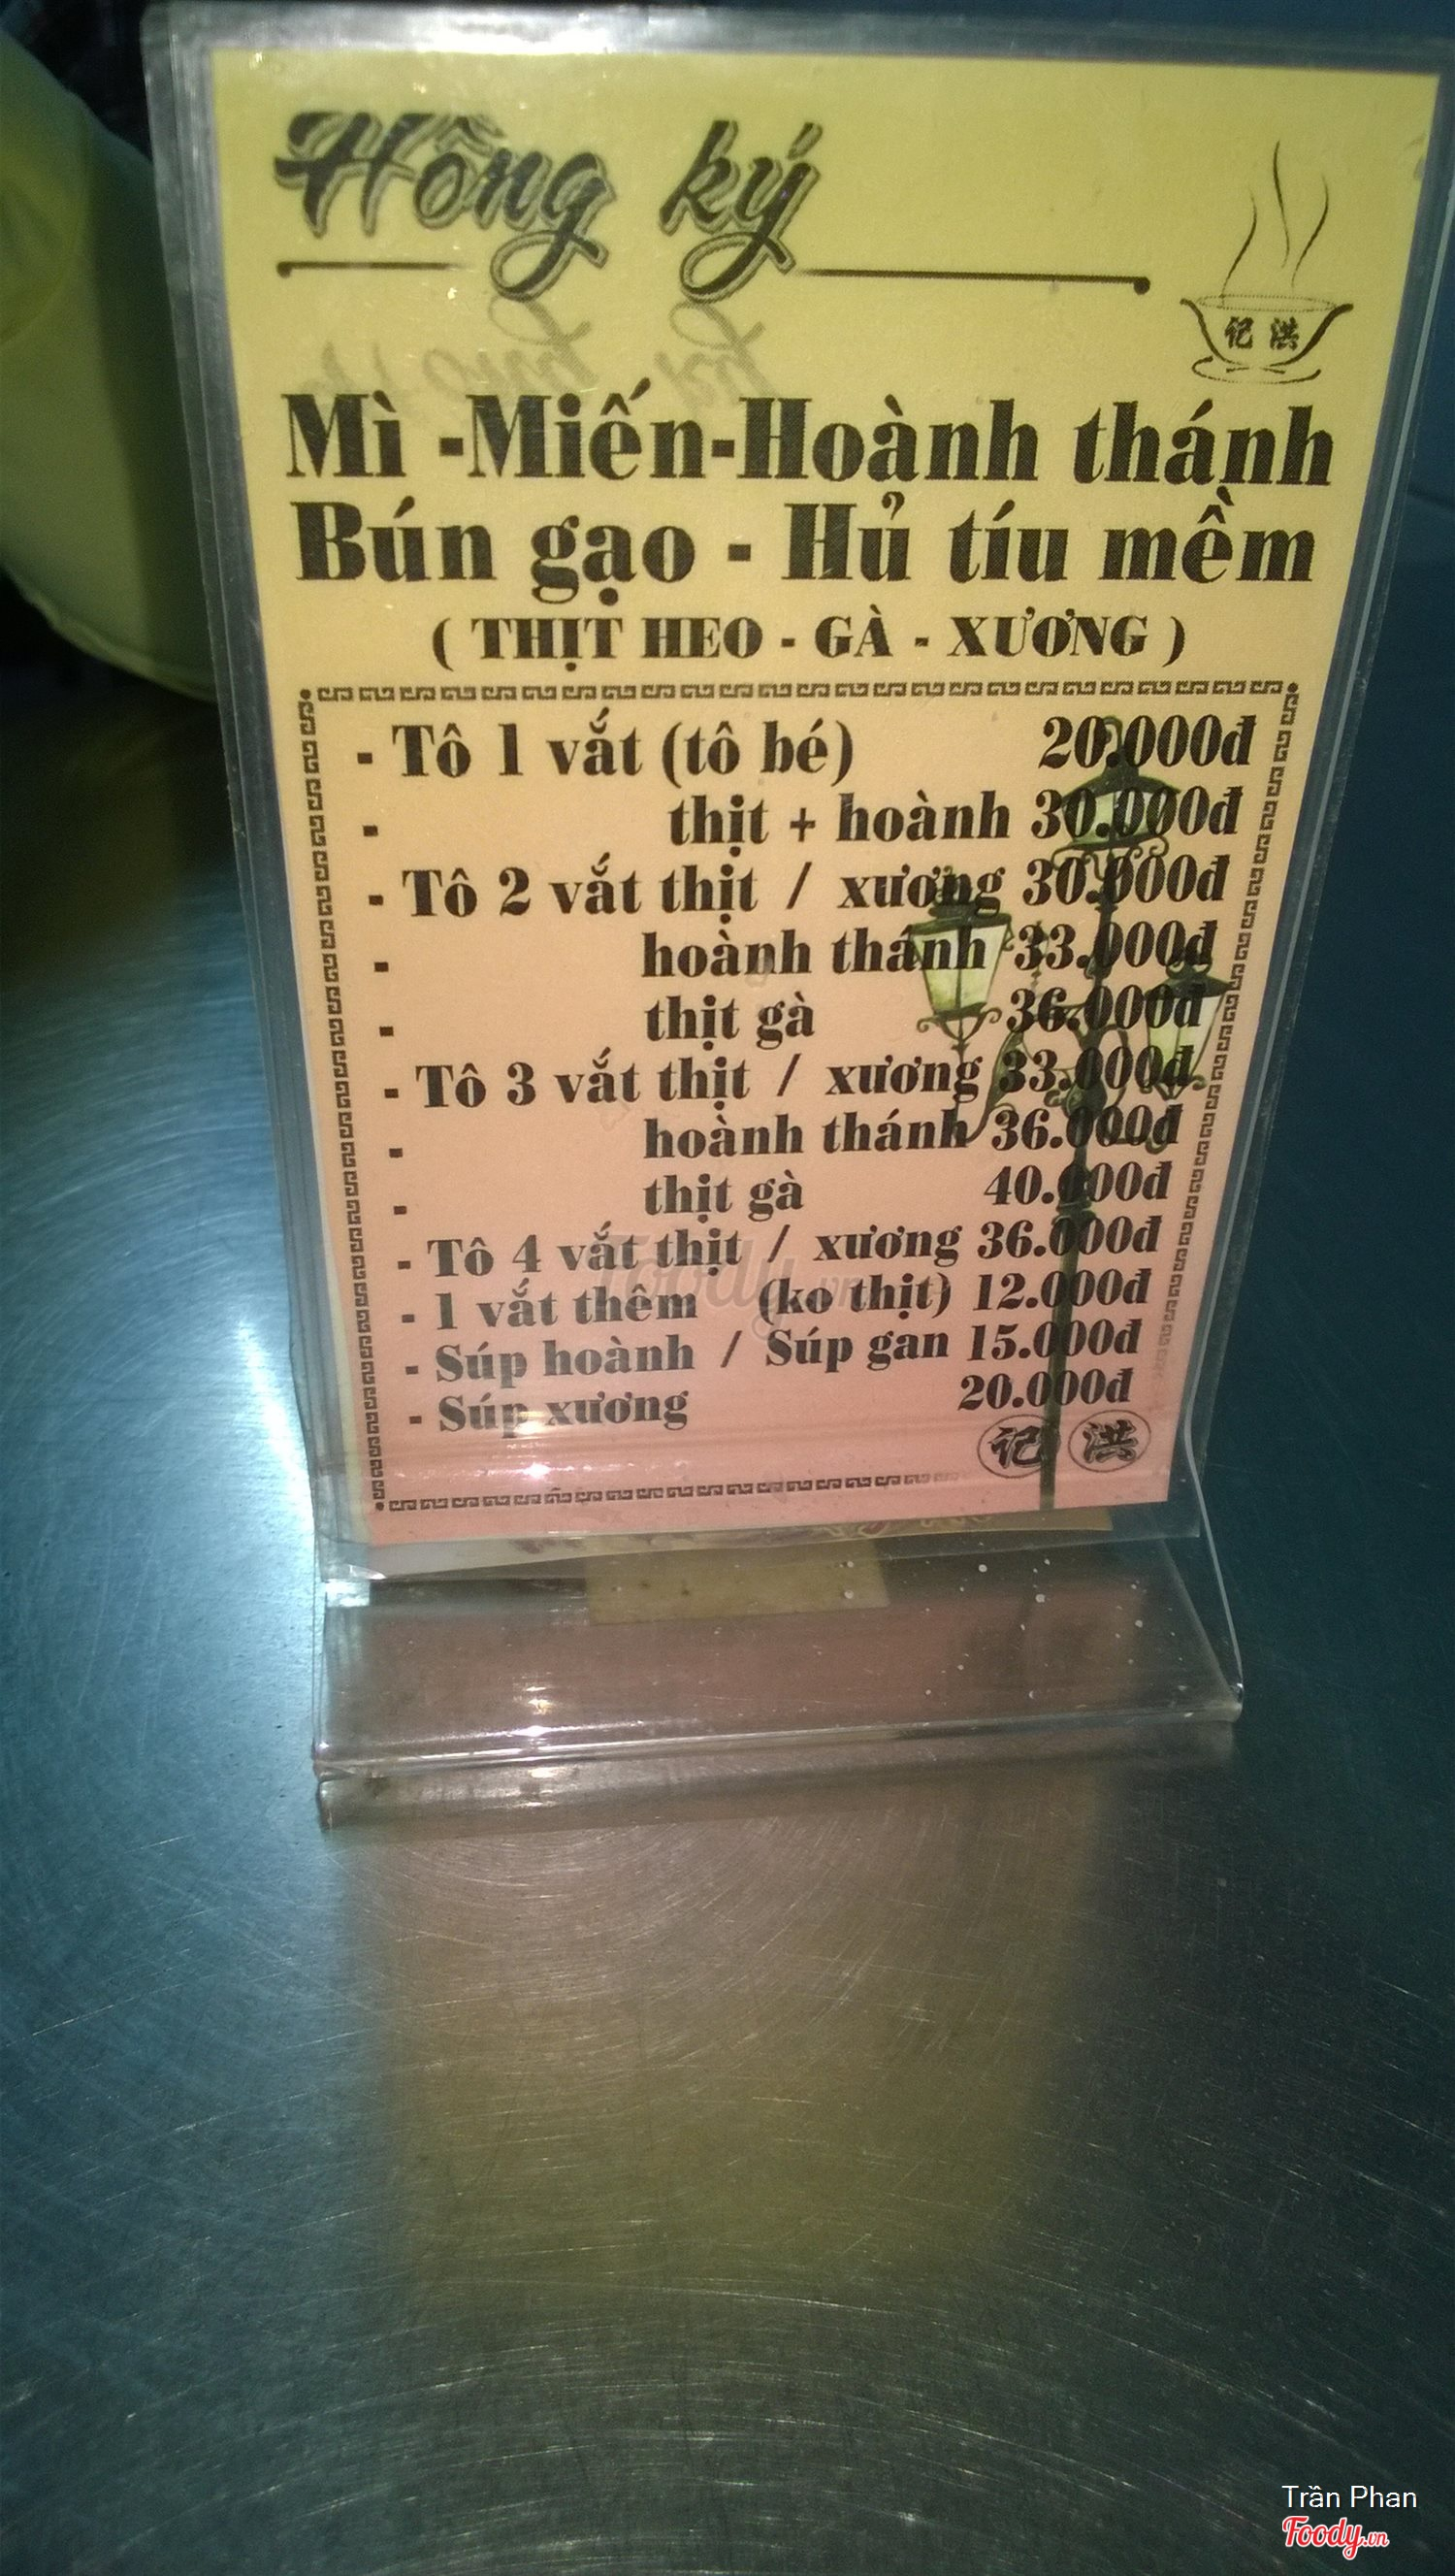 Hồng ký
记 洪
Mì -Miến-Hoành thánh
Bún gạo - Hủ tíu mềm
( THỊT HEO - GÀ - XƯƠNG )
- Tô 1 vắt (tô bé) 20.000đ
- thịt + hoành 30.000đ
- Tô 2 vắt thịt / xương 30.000đ
- hoành thánh 33.000đ
- thịt gà 36.000đ
- Tô 3 vắt thịt / xương 33.000đ
- hoành thánh 36.000đ
- thịt gà 40.000đ
- Tô 4 vắt thịt / xương 36.000đ
- 1 vắt thêm (ko thịt) 12.000đ
- Súp hoành / Súp gan 15.000đ
- Súp xương 20.000đ
记 洪
Foody.vn
Trần Phan
Foody.vn